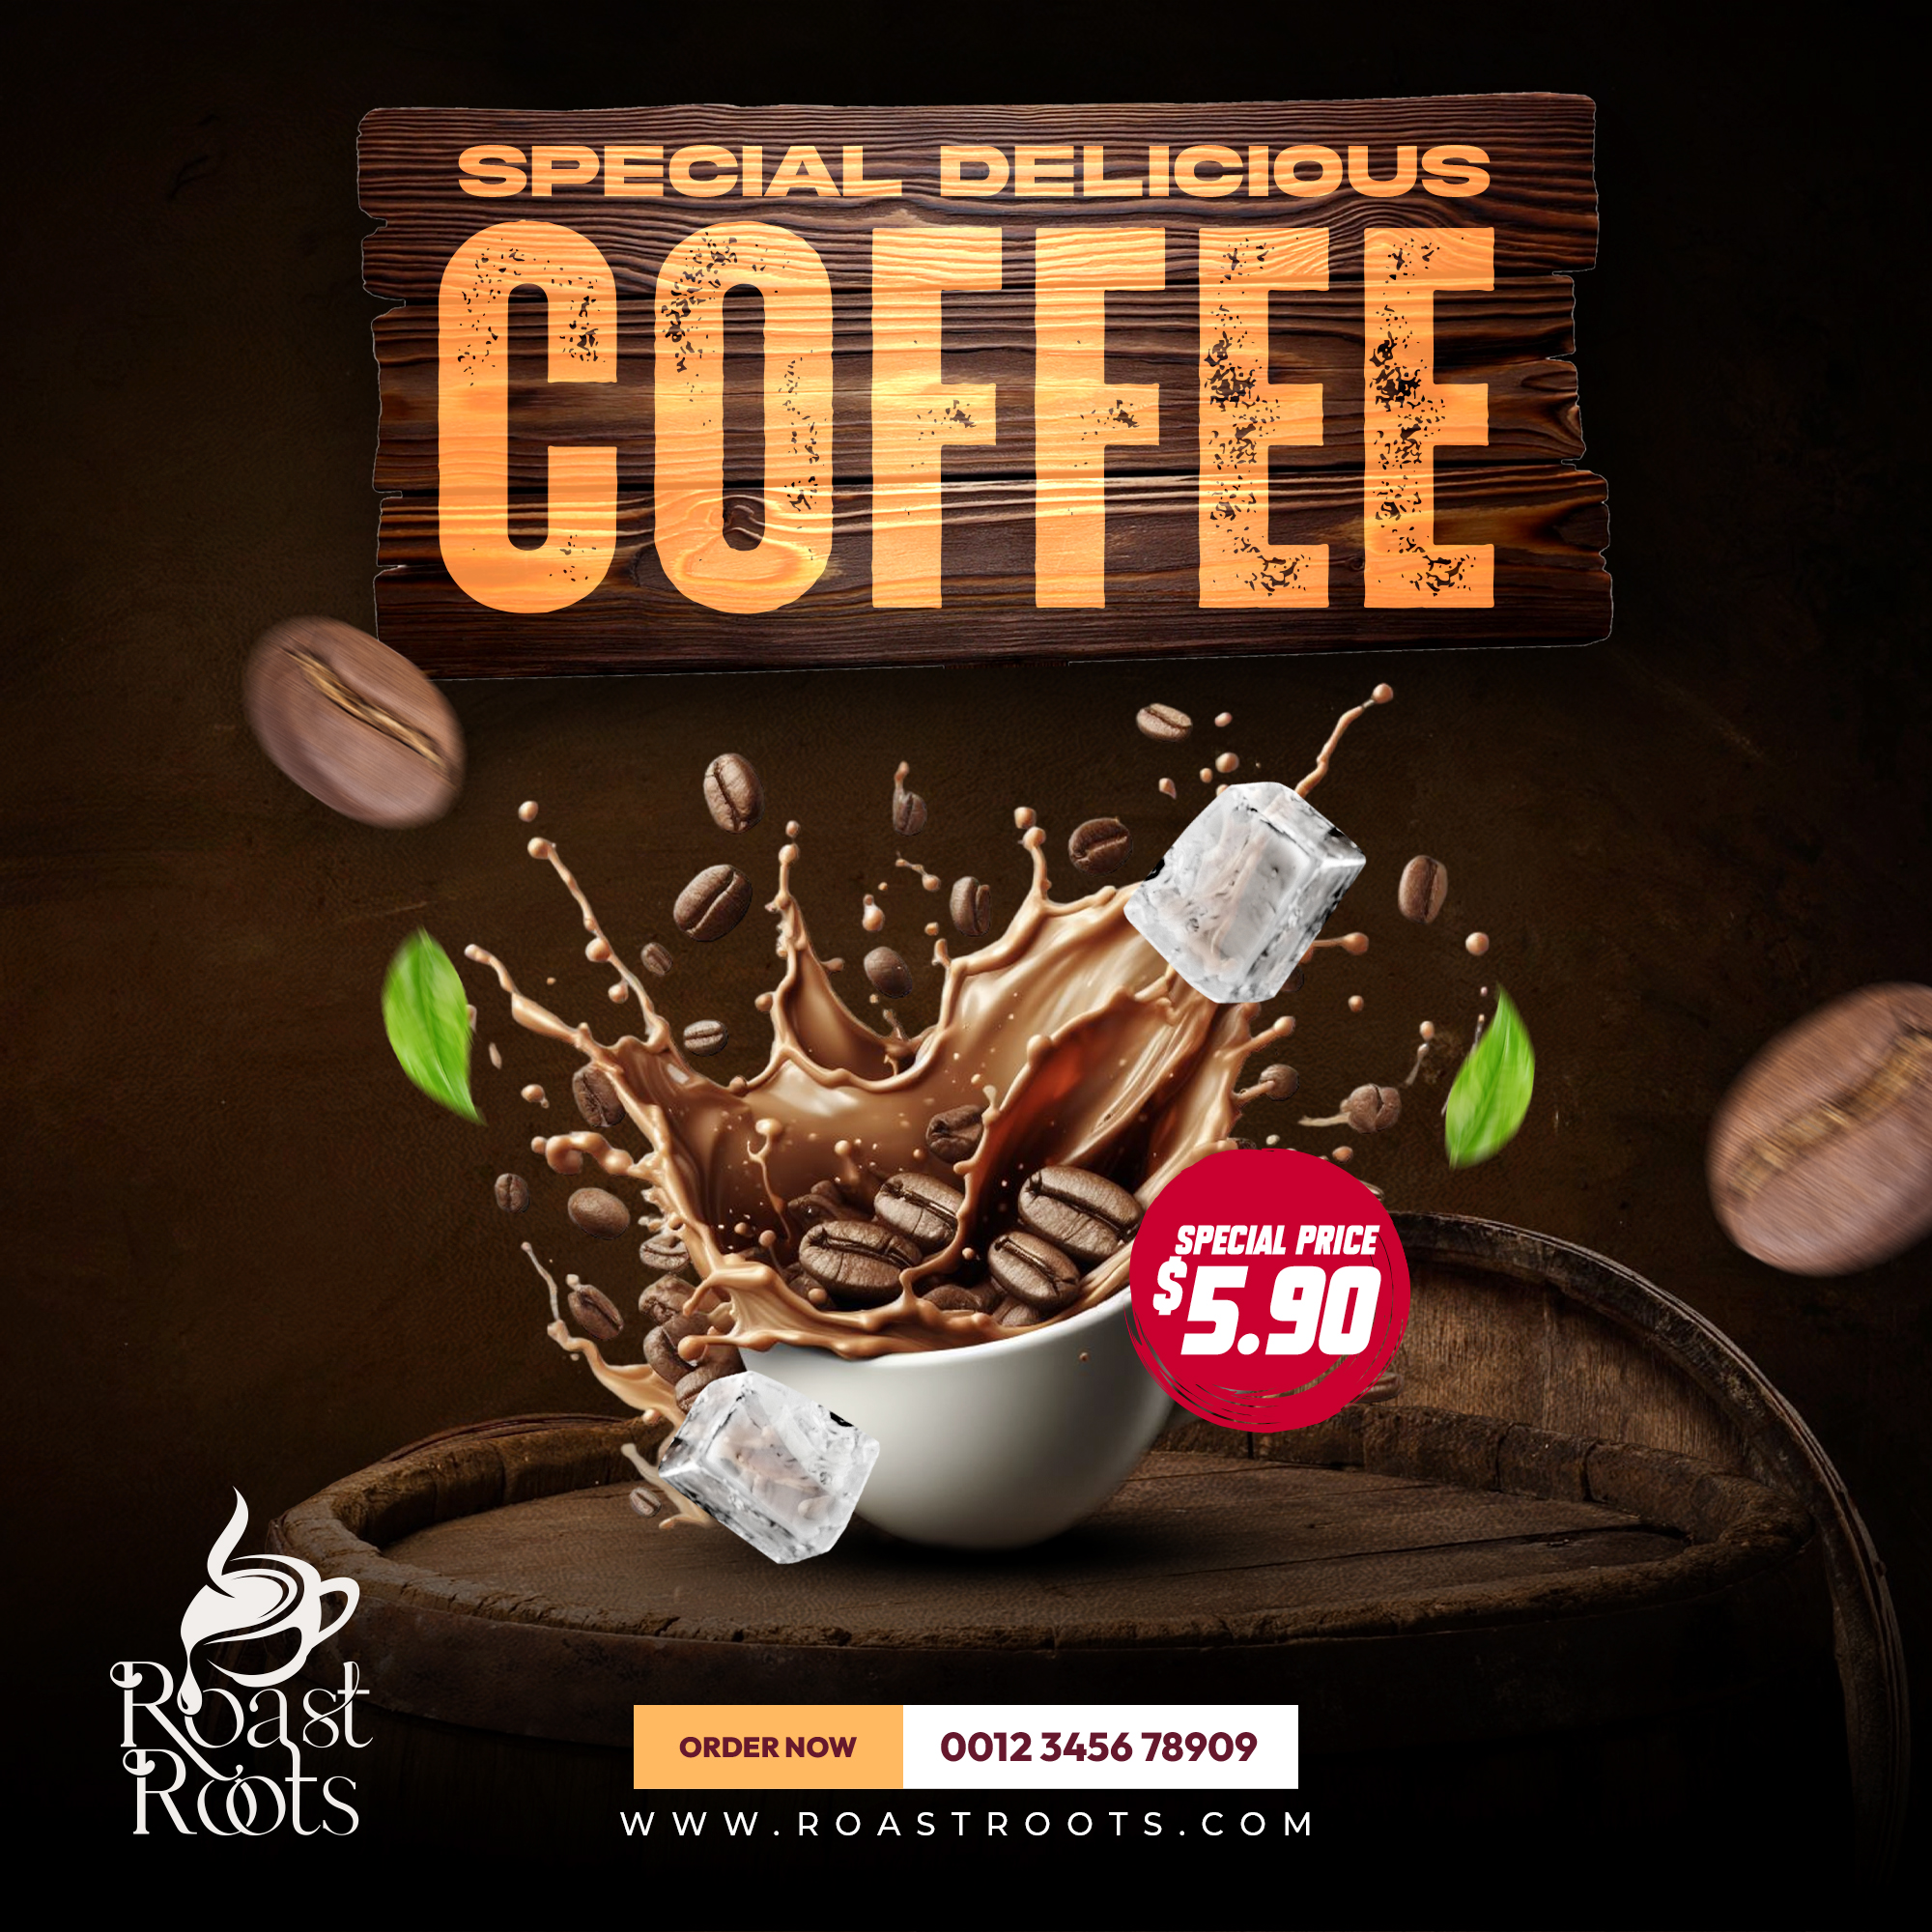 SPECIAL DELICIOUS
COFFEE
SPECIAL PRICE
$5.90
Roast
Roots
ORDER NOW 0012 3456 78909
WWW.ROASTROOTS.COM